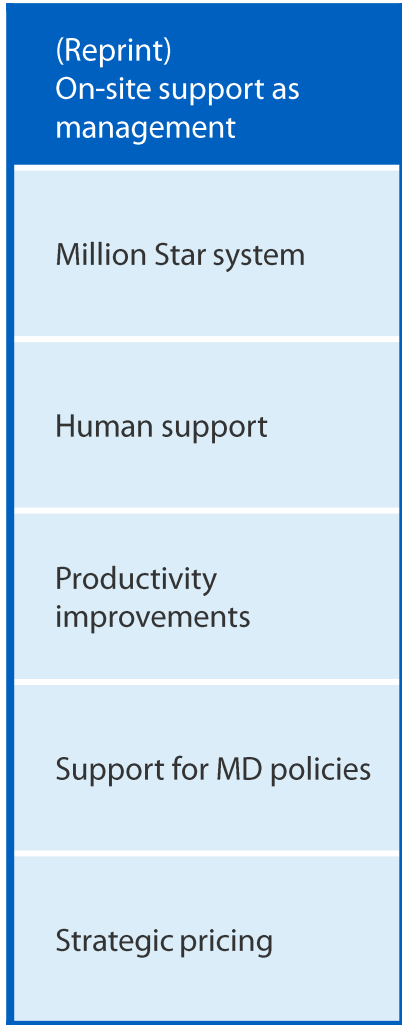 (Reprint)
On-site support as
management
Million Star system
Human support
Productivity
improvements
Support for MD policies
Strategic pricing